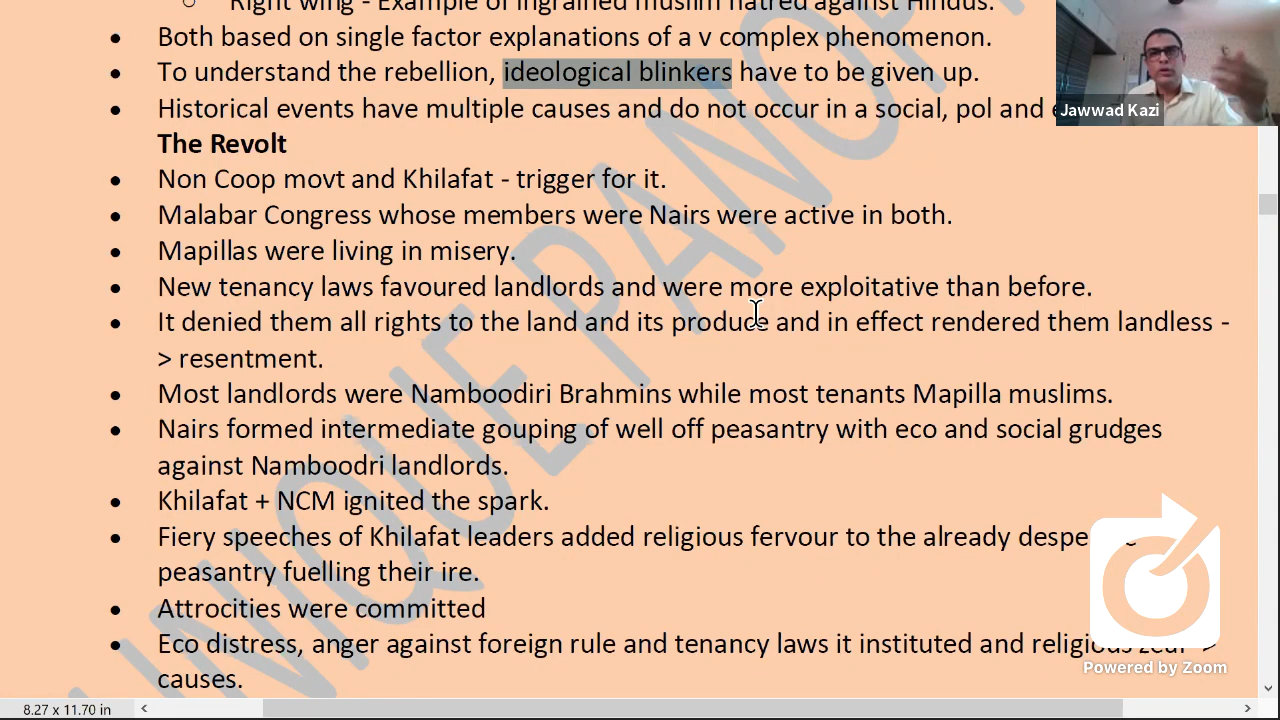 ○ Right wing - Example of ingrained muslim hatred against Hindus.
• Both based on single factor explanations of a v complex phenomenon.
• To understand the rebellion, ideological blinkers have to be given up.
• Historical events have multiple causes and do not occur in a social, pol and
Jawwad Kazi
The Revolt
• Non Coop movt and Khilafat - trigger for it.
• Malabar Congress whose members were Nairs were active in both.
• Mapillas were living in misery.
• New tenancy laws favoured landlords and were more exploitative than before.
• It denied them all rights to the land and its produce and in effect rendered them landless -
> resentment.
• Most landlords were Namboodiri Brahmins while most tenants Mapilla muslims.
• Nairs formed intermediate gouping of well off peasantry with eco and social grudges
against Namboodri landlords.
• Khilafat + NCM ignited the spark.
• Fiery speeches of Khilafat leaders added religious fervour to the already
peasantry fuelling their ire.
• Attrocities were committed
• Eco distress, anger against foreign rule and tenancy laws it instituted and religious zeal - >
causes.
Powered by Zoom
8.27 x 11.70 in
UNIQUE PANO